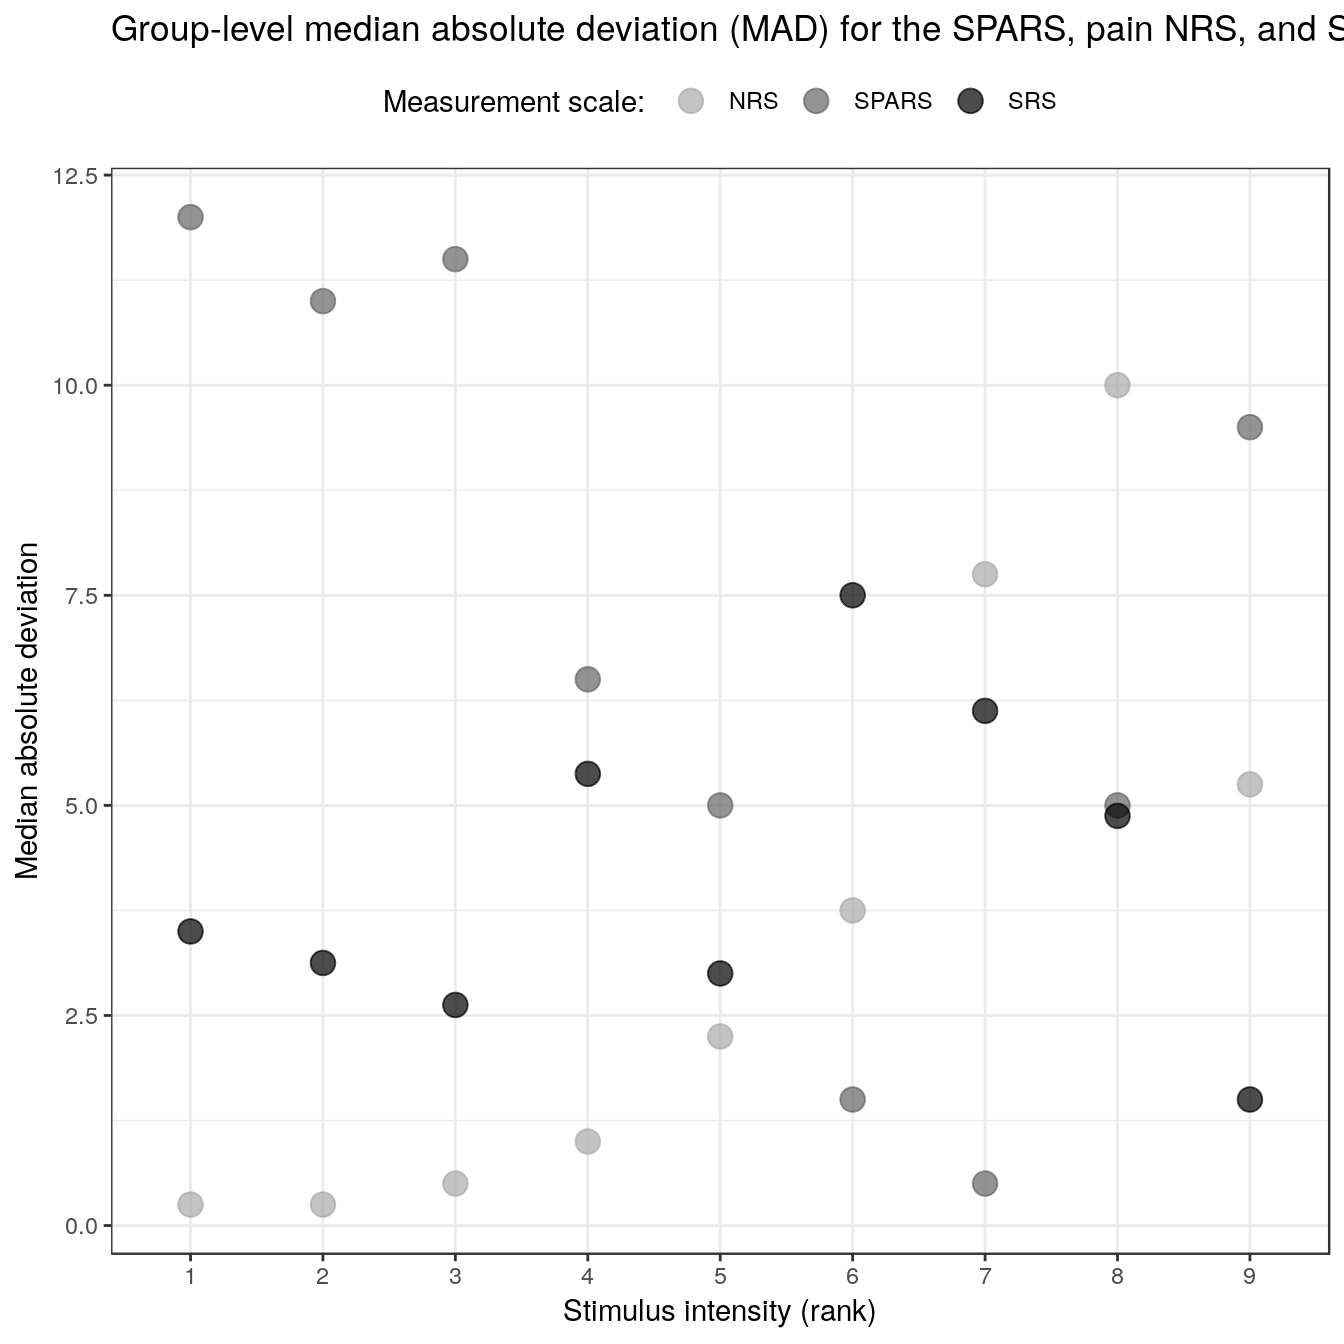 Group-level median absolute deviation (MAD) for the SPARS, pain NRS, and S
Measurement scale: NRS SPARS SRS
12.5
10.0
7.5
5.0
2.5
0.0
Median absolute deviation
1 2 3 4 5 6 7 8 9
Stimulus intensity (rank)